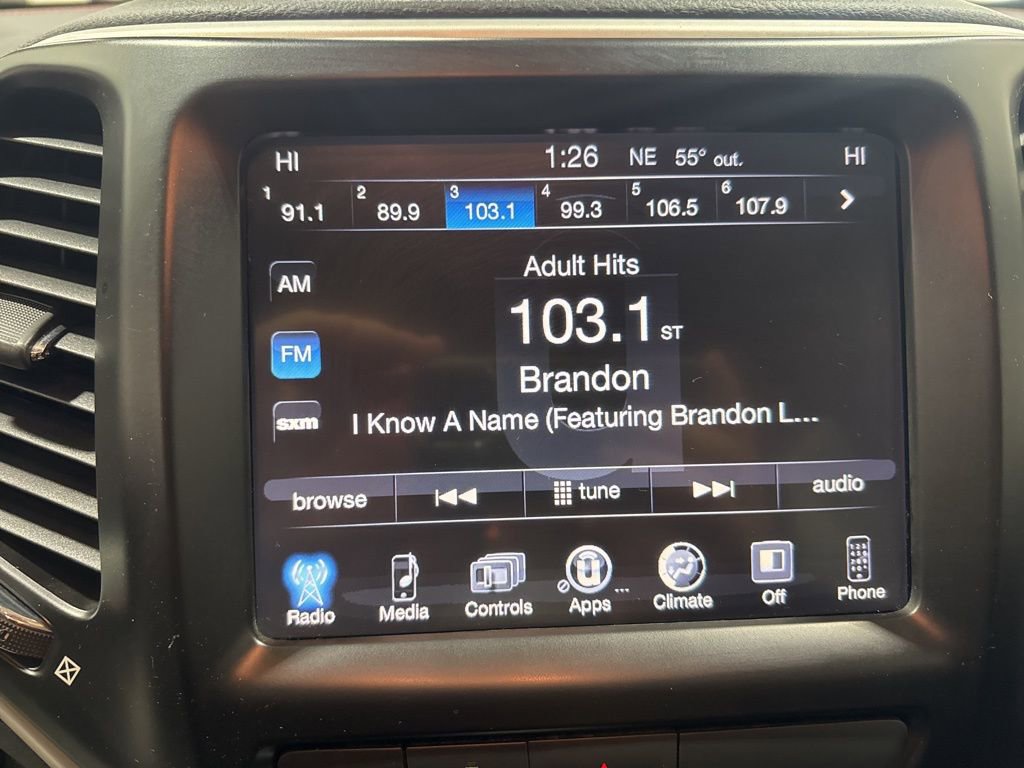 HI 1:26 NE 55° out. HI
1 91.1 2 89.9 3 103.1 4 99.3 5 106.5 6 107.9
Adult Hits
AM
103.1 ST
FM
Brandon
sxm
I Know A Name (Featuring Brandon L...
browse tune audio
Radio Media Controls Apps ... Climate Off Phone